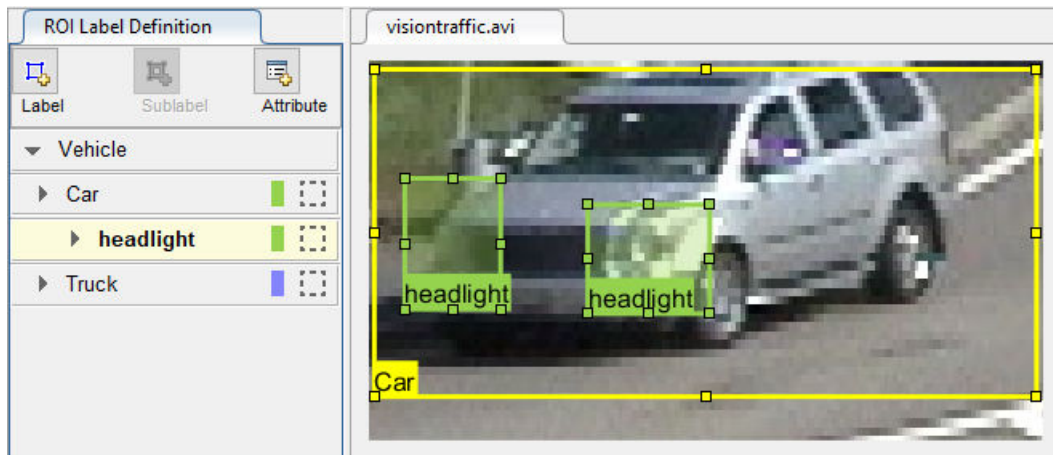 ROI Label Definition
visiontraffic.avi
Label
Sublabel
Attribute
Vehicle
Car
headlight
Truck
headlight
headlight
Car